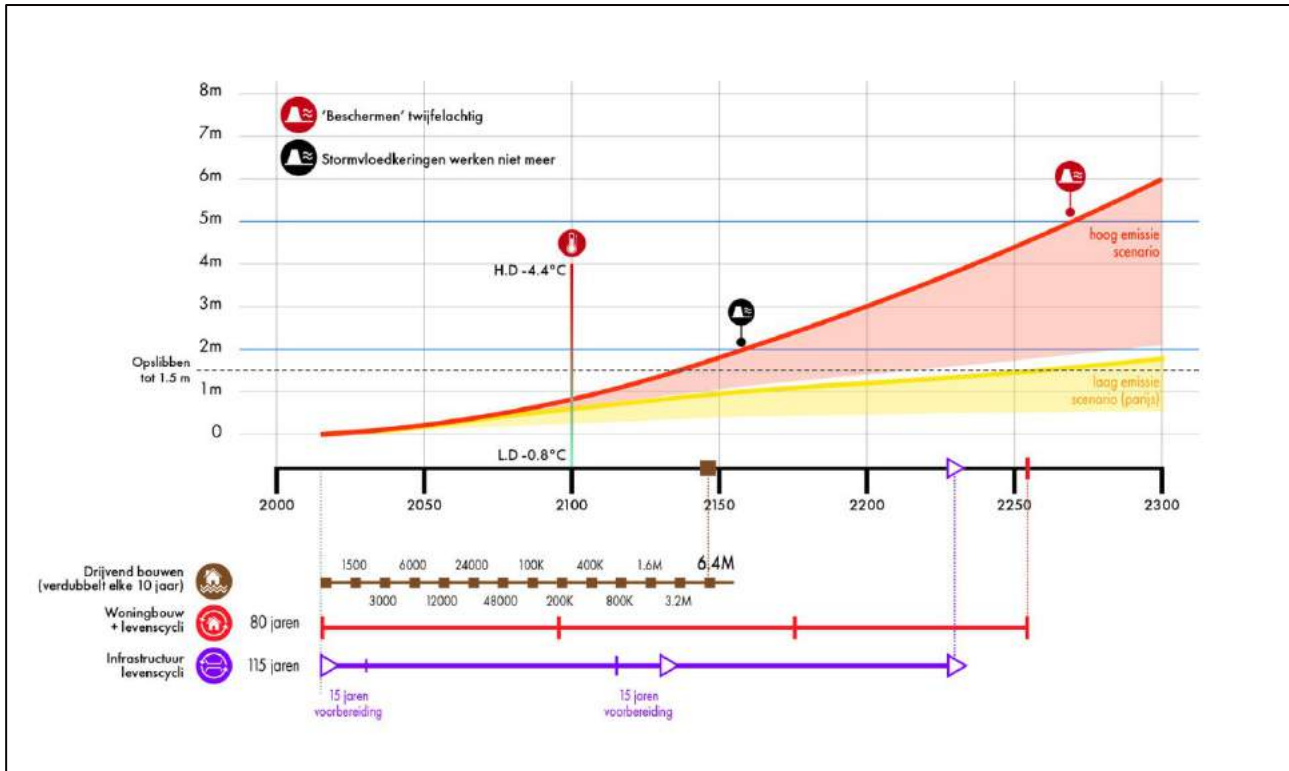 8m
'Beschermen' twijfelachtig
7m
Stormvloedkeringen werken niet meer
6m
5m
hoog emissie
scenario
4m
H.D -4.4°C
3m
2m
Opslibben
tot 1.5 m
1m
laag emissie
scenario (parijs)
0
L.D -0.8°C
2000
2050
2100
2150
2200
2250
2300
Drijvend bouwen
(verdubbelt elke 10 jaar)
1500 6000 24000 100K 400K 1.6M 6.4M
3000 12000 48000 200K 800K 3.2M
Woningbouw
+ levenscycli
80 jaren
Infrastructuur
levenscycli
115 jaren
15 jaren
voorbereiding
15 jaren
voorbereiding